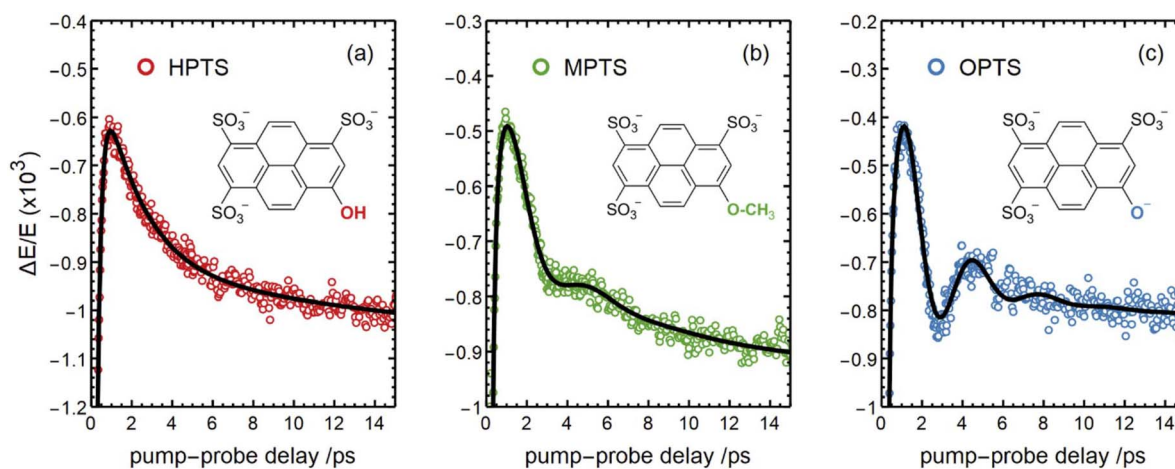 (a)
HPTS
SO₃⁻
SO₃⁻
SO₃⁻
OH
−0.4
−0.5
−0.6
−0.7
−0.8
−0.9
−1
−1.1
−1.2
0 2 4 6 8 10 12 14
ΔE/E (x10³)
pump−probe delay /ps
(b)
MPTS
SO₃⁻
SO₃⁻
SO₃⁻
O-CH₃
−0.3
−0.4
−0.5
−0.6
−0.7
−0.8
−0.9
−1
0 2 4 6 8 10 12 14
pump−probe delay /ps
(c)
OPTS
SO₃⁻
SO₃⁻
SO₃⁻
O⁻
−0.2
−0.3
−0.4
−0.5
−0.6
−0.7
−0.8
−0.9
−1
0 2 4 6 8 10 12 14
pump−probe delay /ps